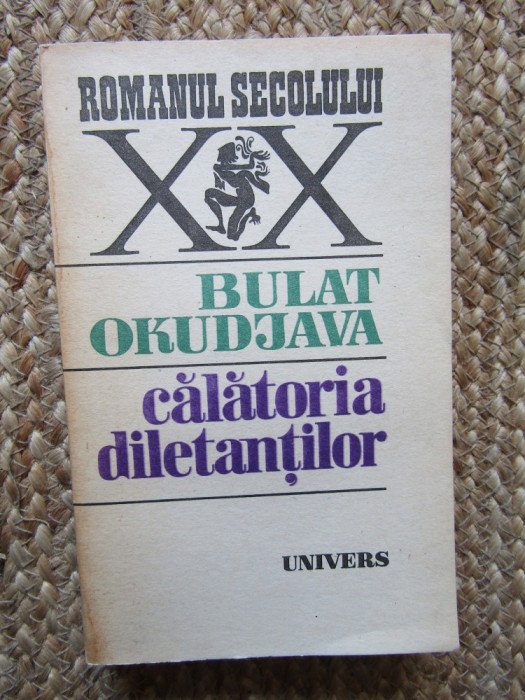 ROMANUL SECOLULUI
XX
BULAT
OKUDJAVA
călătoria
diletanților
UNIVERS